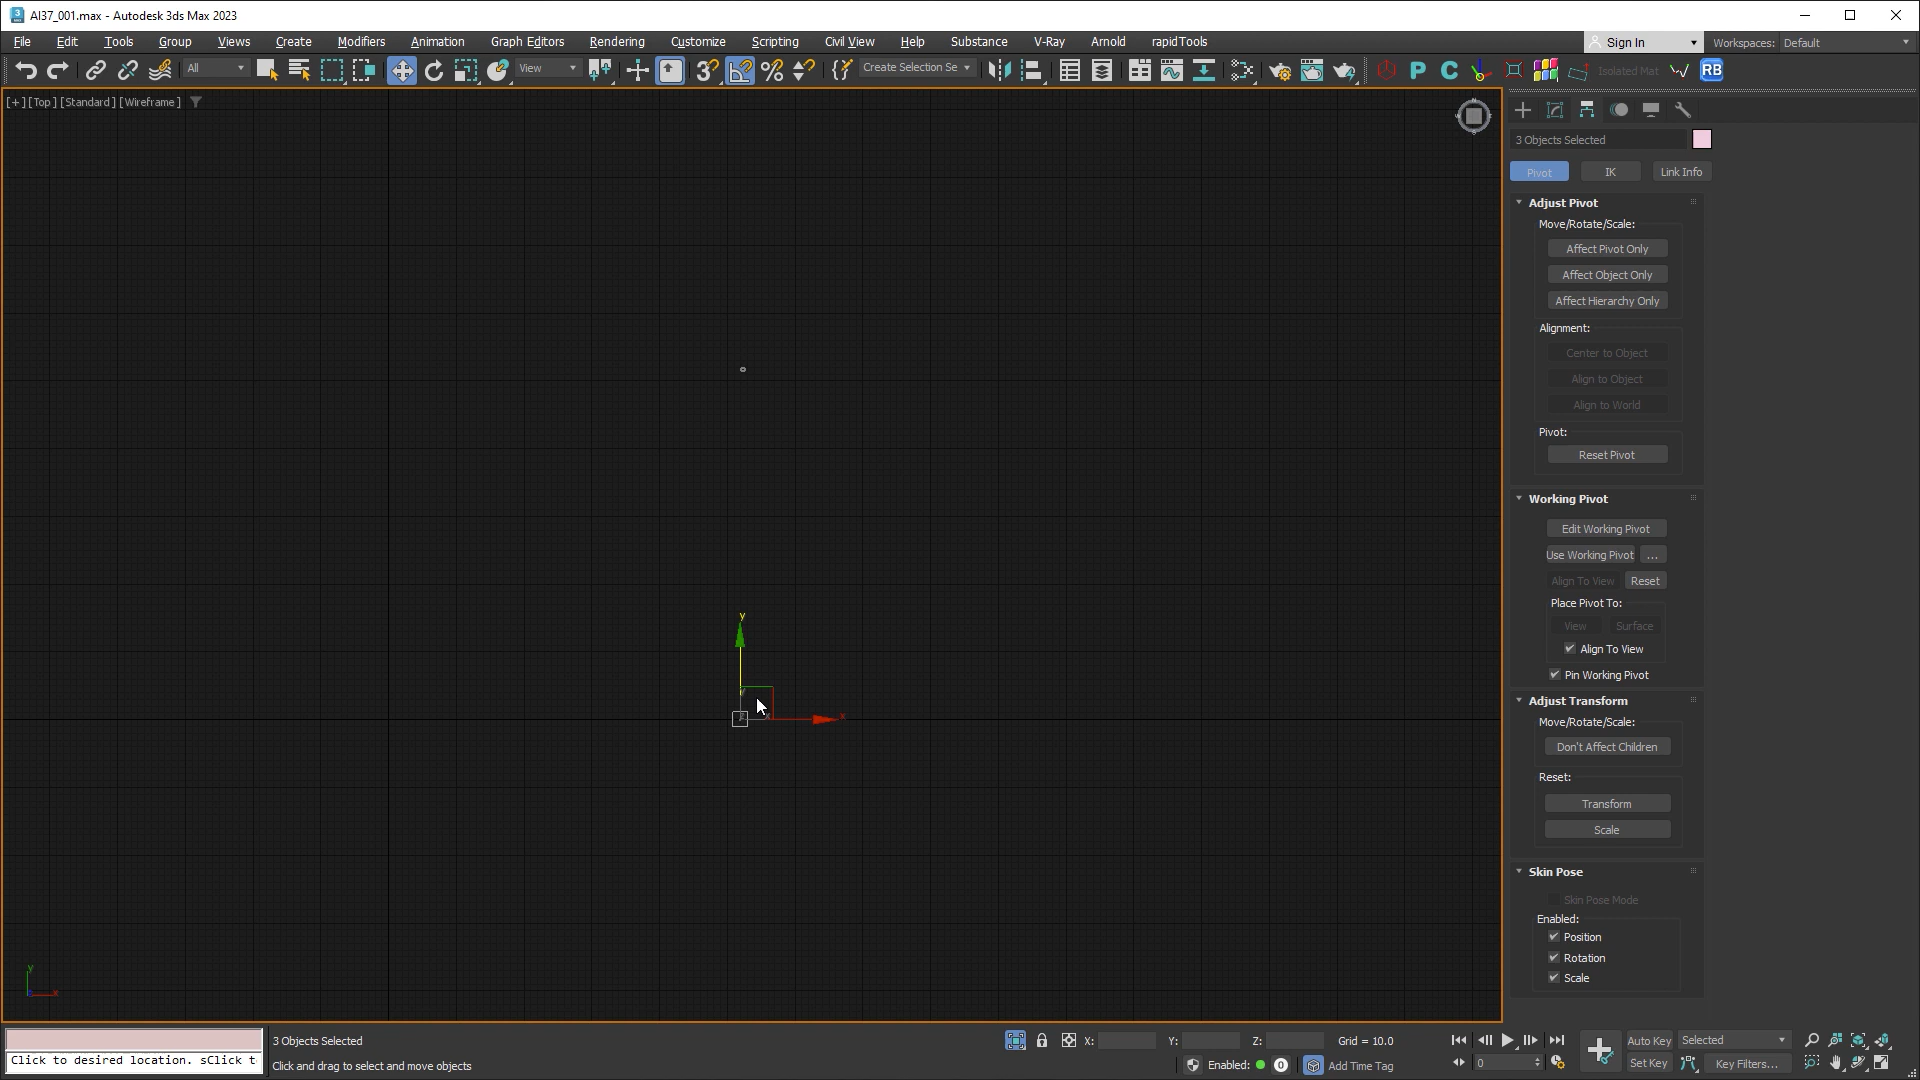 AI37_001.max - Autodesk 3ds Max 2023
File Edit Tools Group Views Create Modifiers Animation Graph Editors Rendering Customize Scripting Civil View Help Substance V-Ray Arnold rapidTools
Sign In Workspaces: Default
All View Create Selection Se Isolated Mat RB
[+] [Top] [Standard] [Wireframe]
3 Objects Selected
Pivot IK Link Info
Adjust Pivot
Move/Rotate/Scale:
Affect Pivot Only
Affect Object Only
Affect Hierarchy Only
Alignment:
Center to Object
Align to Object
Align to World
Pivot:
Reset Pivot
Working Pivot
Edit Working Pivot
Use Working Pivot ...
Align To View Reset
Place Pivot To:
View Surface
Align To View
Pin Working Pivot
Adjust Transform
Move/Rotate/Scale:
Don't Affect Children
Reset:
Transform
Scale
Skin Pose
Skin Pose Mode
Enabled:
Position
Rotation
Scale
y
x
y
x
3 Objects Selected
X: Y: Z: Grid = 10.0
Auto Key Selected
Click to desired location. sClick t
Click and drag to select and move objects
Enabled: 0 Add Time Tag
0
Set Key Key Filters...